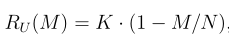 R_U(M) = K · (1 − M/N),